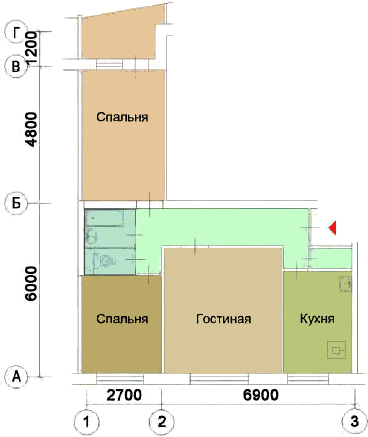 Г
1200
В
Спальня
4800
Б
6000
Спальня
Гостиная
Кухня
А
2700
6900
1
2
3